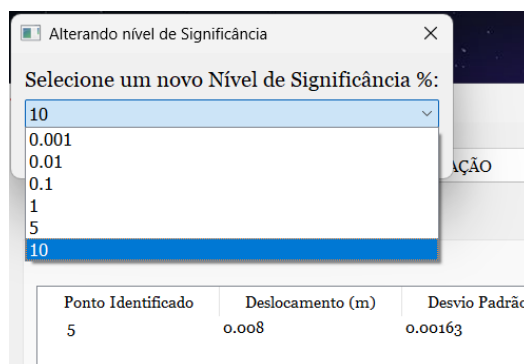 Alterando nível de Significância
Selecione um novo Nível de Significância %:
10
0.001
0.01
0.1
1
5
10
AÇÃO
Ponto Identificado Deslocamento (m) Desvio Padrão
5 0.008 0.00163